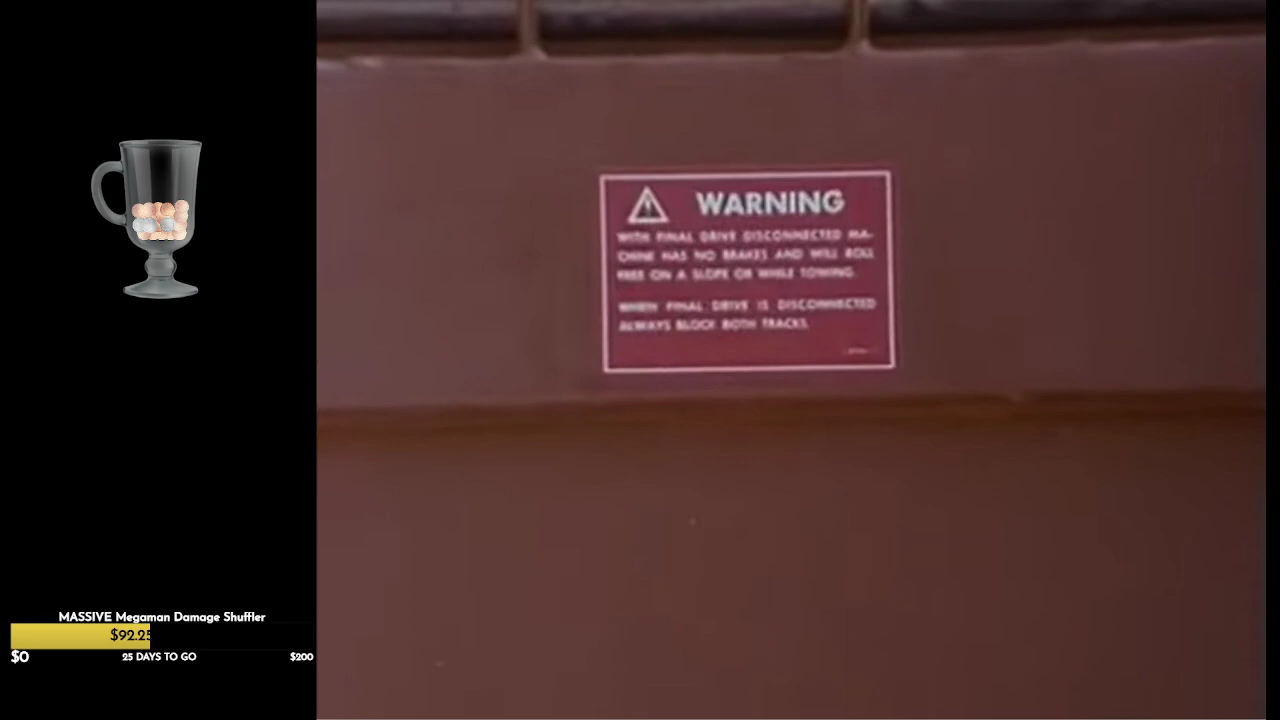 WARNING
WITH FINAL DRIVE DISCONNECTED MA-
CHINE HAS NO BRAKES AND WILL ROLL
FREE ON A SLOPE OR WHILE TOWING.
WHEN FINAL DRIVE IS DISCONNECTED
ALWAYS BLOCK BOTH TRACKS.
MASSIVE Megaman Damage Shuffler
$92.25
$0 25 DAYS TO GO $200